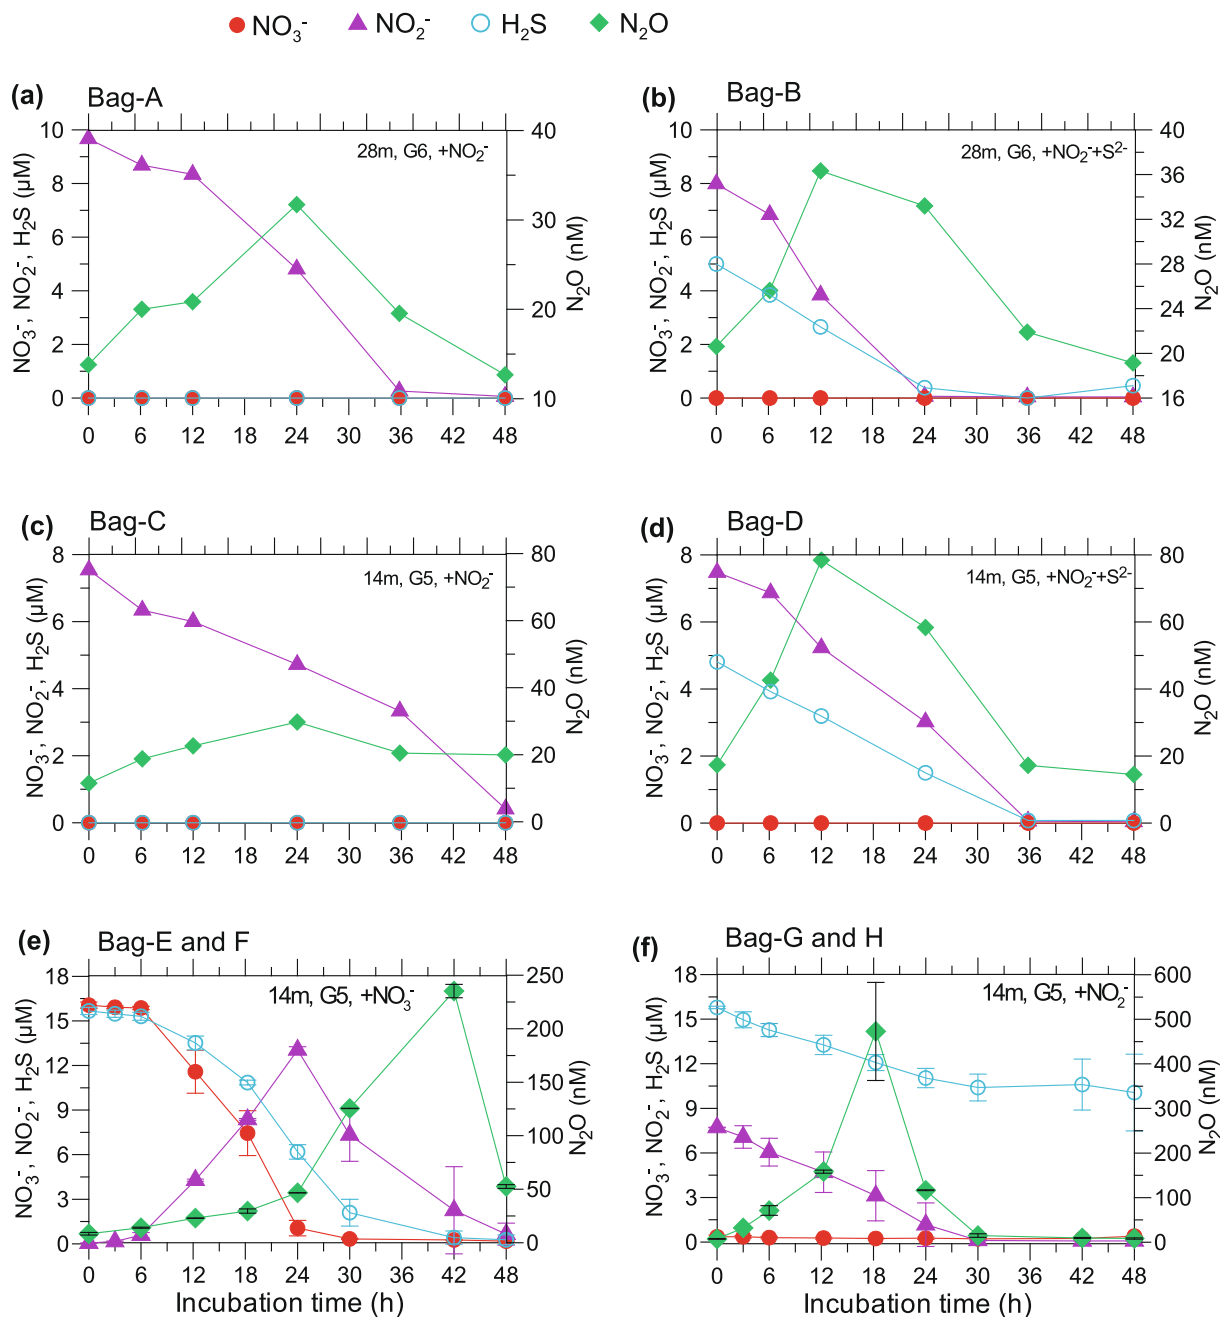 NO₃⁻ NO₂⁻ H₂S N₂O
(a) Bag-A
28m, G6, +NO₂⁻
NO₃⁻, NO₂⁻, H₂S (µM)
10 8 6 4 2 0
40 30 20 10
N₂O (nM)
0 6 12 18 24 30 36 42 48
(b) Bag-B
28m, G6, +NO₂⁻+S²⁻
NO₃⁻, NO₂⁻, H₂S (µM)
10 8 6 4 2 0
40 36 32 28 24 20 16
N₂O (nM)
0 6 12 18 24 30 36 42 48
(c) Bag-C
14m, G5, +NO₂⁻
NO₃⁻, NO₂⁻, H₂S (µM)
8 6 4 2 0
80 60 40 20 0
N₂O (nM)
0 6 12 18 24 30 36 42 48
(d) Bag-D
14m, G5, +NO₂⁻+S²⁻
NO₃⁻, NO₂⁻, H₂S (µM)
8 6 4 2 0
80 60 40 20 0
N₂O (nM)
0 6 12 18 24 30 36 42 48
(e) Bag-E and F
14m, G5, +NO₃⁻
NO₃⁻, NO₂⁻, H₂S (µM)
18 15 12 9 6 3 0
250 200 150 100 50 0
N₂O (nM)
0 6 12 18 24 30 36 42 48
Incubation time (h)
(f) Bag-G and H
14m, G5, +NO₂⁻
NO₃⁻, NO₂⁻, H₂S (µM)
18 15 12 9 6 3 0
600 500 400 300 200 100 0
N₂O (nM)
0 6 12 18 24 30 36 42 48
Incubation time (h)